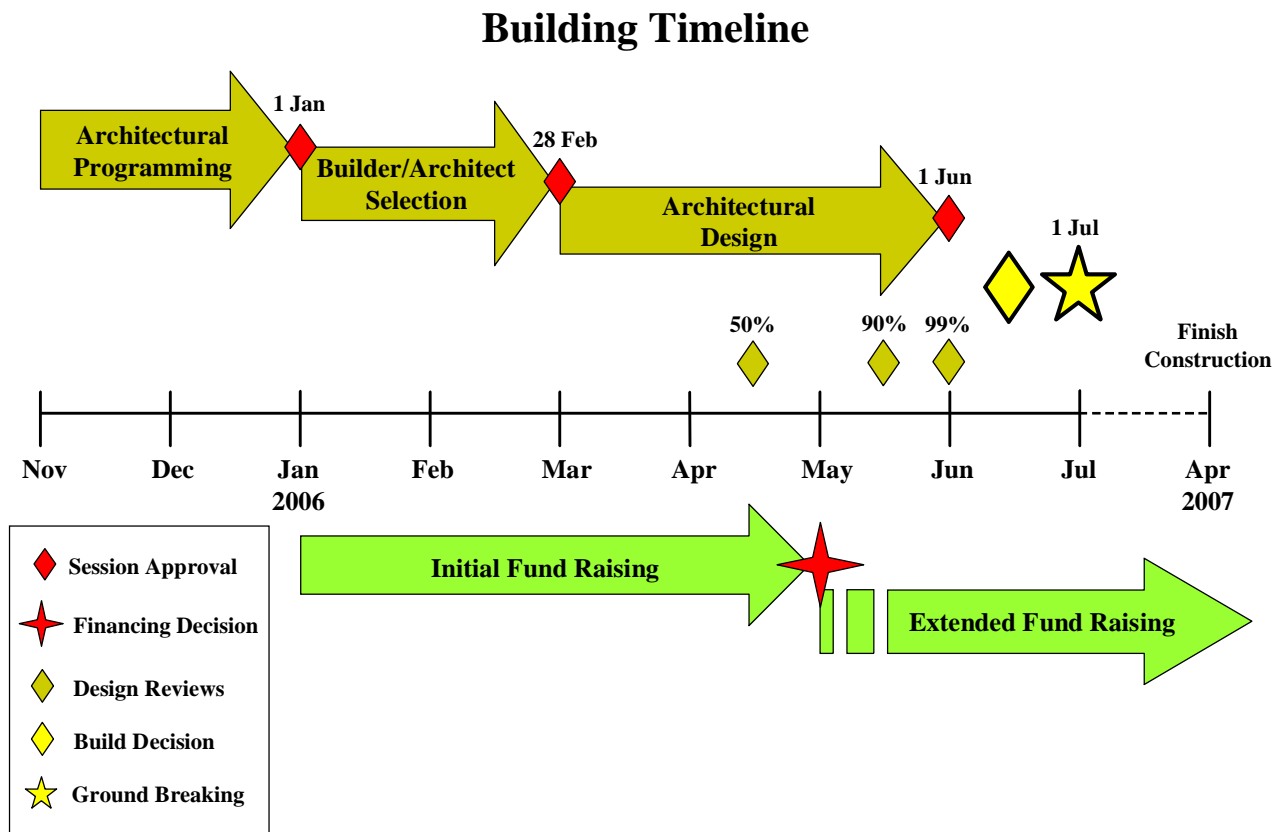 Building Timeline
1 Jan
28 Feb
1 Jun
1 Jul
Architectural
Programming
Builder/Architect
Selection
Architectural
Design
50%
90%
99%
Finish
Construction
Nov
Dec
Jan
2006
Feb
Mar
Apr
May
Jun
Jul
Apr
2007
Initial Fund Raising
Extended Fund Raising
Session Approval
Financing Decision
Design Reviews
Build Decision
Ground Breaking